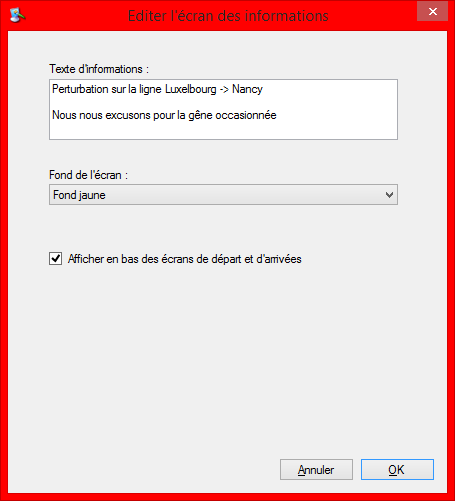 Editer l'écran des informations
Texte d'informations :
Perturbation sur la ligne Luxelbourg -> Nancy
Nous nous excusons pour la gêne occasionnée
Fond de l'écran :
Fond jaune
Afficher en bas des écrans de départ et d'arrivées
Annuler
OK